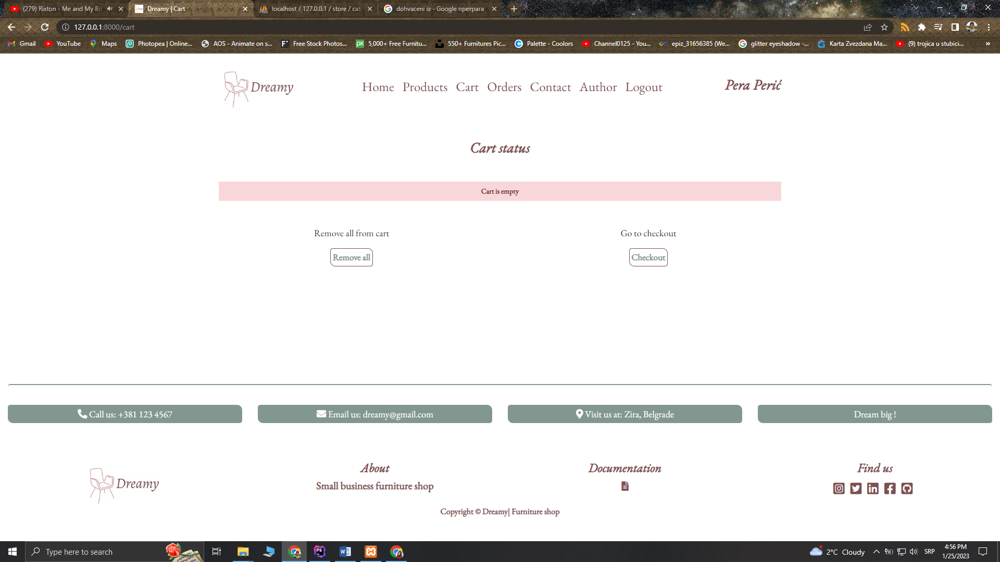 (279) Rixton - Me and My Br
Dreamy | Cart
localhost / 127.0.0.1 / store / cat
dohvaceni iz - Google претрага
127.0.0.1:8000/cart
Gmail
YouTube
Maps
Photopea | Online...
AOS - Animate on s...
Free Stock Photos...
5,000+ Free Furnitu...
550+ Furnitures Pic...
Palette - Coolors
Channel0125 - You...
epiz_31656385 (We...
glitter eyeshadow -...
Karta Zvezdana Ma...
(9) trojica u stubici...
»
Dreamy
Home Products Cart Orders Contact Author Logout
Pera Perić
Cart status
Cart is empty
Remove all from cart
Go to checkout
Remove all
Checkout
Call us: +381 123 4567
Email us: dreamy@gmail.com
Visit us at: Zira, Belgrade
Dream big !
Dreamy
About
Small business furniture shop
Documentation
Find us
Copyright © Dreamy| Furniture shop
Type here to search
2°C Cloudy
SRP
4:56 PM
1/25/2023